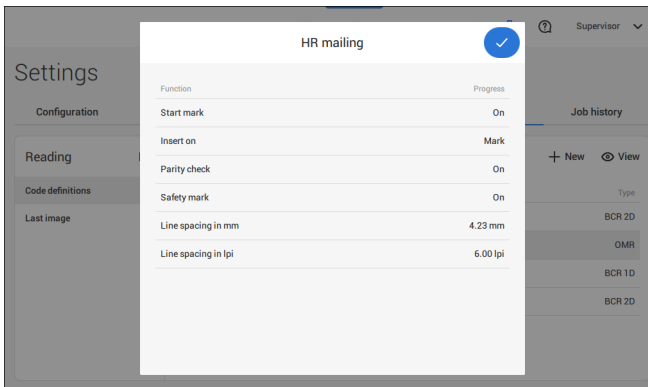 HR mailing
Supervisor
Settings
Configuration
Job history
Function Progress
Start mark On
Insert on Mark
Parity check On
Safety mark On
Line spacing in mm 4.23 mm
Line spacing in lpi 6.00 lpi
Reading
New View
Code definitions
Type
Last image
BCR 2D
OMR
BCR 1D
BCR 2D